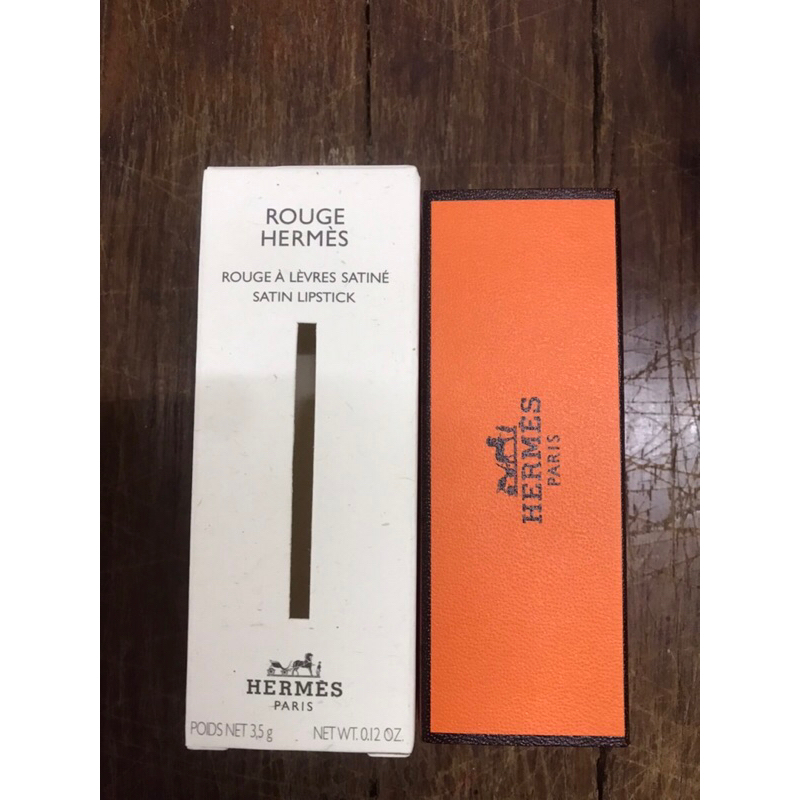 ROUGE
HERMÈS
ROUGE À LÈVRES SATINÉ
SATIN LIPSTICK
HERMÈS
PARIS
POIDS NET 3,5 g NET WT. 0.12 OZ.
HERMÈS
PARIS